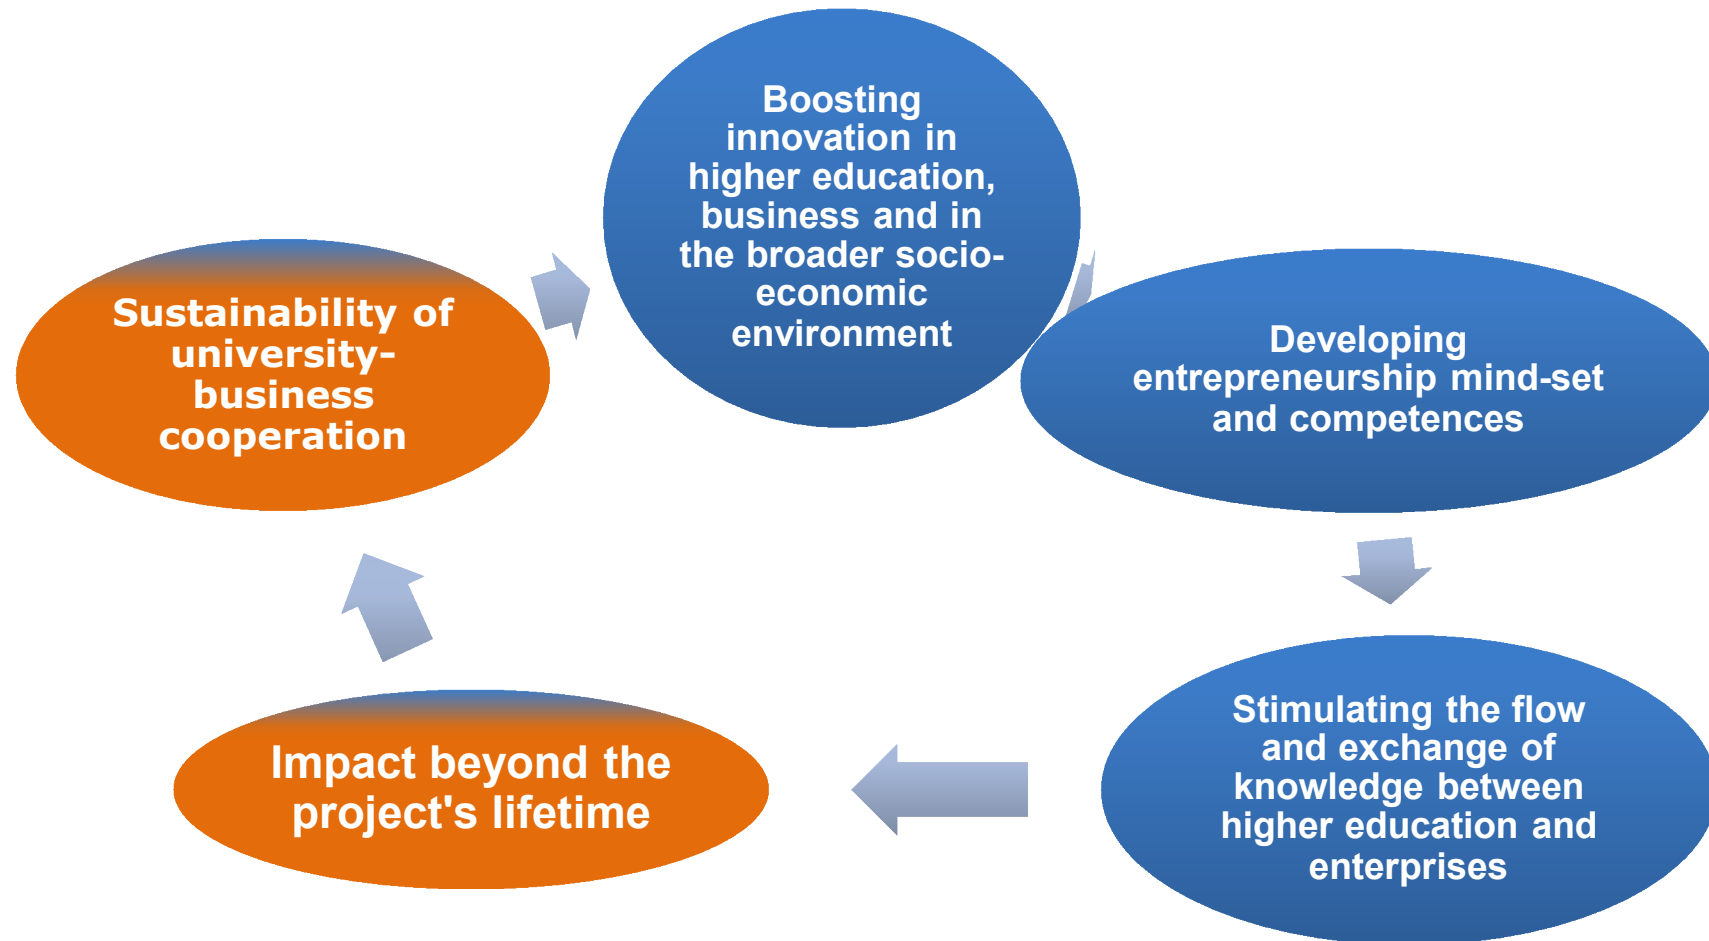 Boosting
innovation in
higher education,
business and in
the broader socio-
economic
environment
Developing
entrepreneurship mind-set
and competences
Stimulating the flow
and exchange of
knowledge between
higher education and
enterprises
Impact beyond the
project's lifetime
Sustainability of
university-
business
cooperation